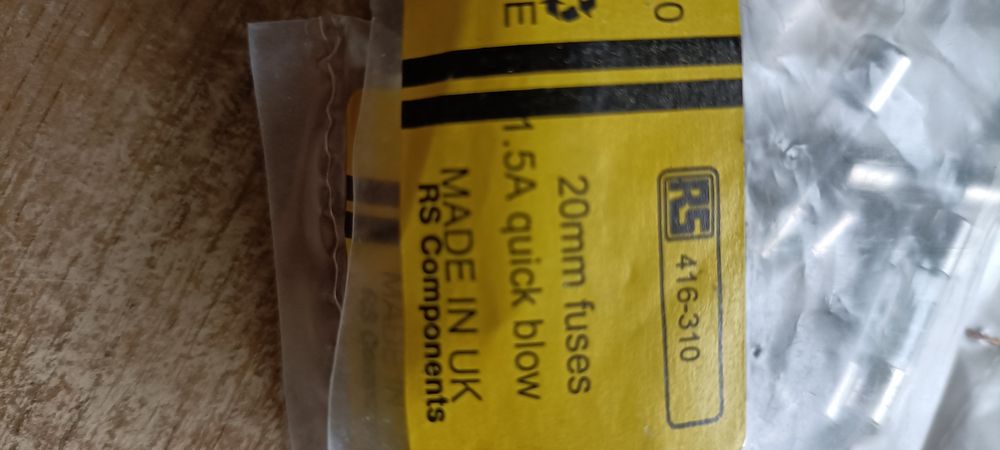 RS 416-310
20mm fuses
1.5A quick blow
MADE IN UK
RS Components